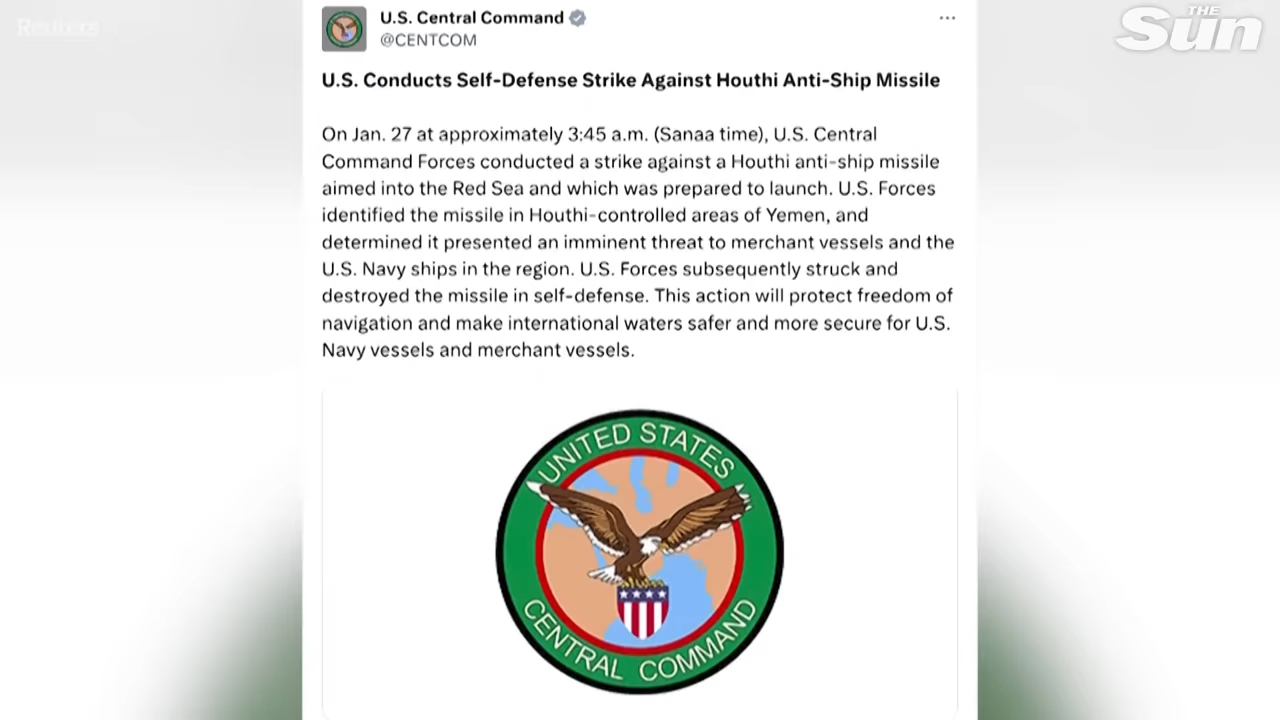 Reuters
THE
Sun
U.S. Central Command
@CENTCOM
U.S. Conducts Self-Defense Strike Against Houthi Anti-Ship Missile
On Jan. 27 at approximately 3:45 a.m. (Sanaa time), U.S. Central
Command Forces conducted a strike against a Houthi anti-ship missile
aimed into the Red Sea and which was prepared to launch. U.S. Forces
identified the missile in Houthi-controlled areas of Yemen, and
determined it presented an imminent threat to merchant vessels and the
U.S. Navy ships in the region. U.S. Forces subsequently struck and
destroyed the missile in self-defense. This action will protect freedom of
navigation and make international waters safer and more secure for U.S.
Navy vessels and merchant vessels.
UNITED STATES
CENTRAL COMMAND